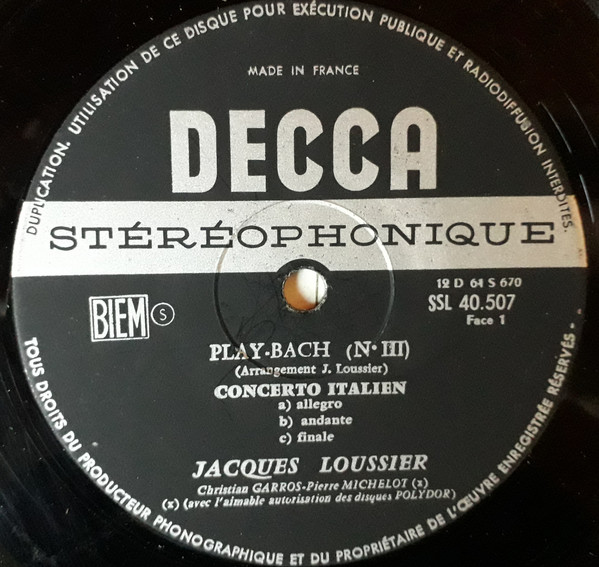 DUPLICATION. UTILISATION DE CE DISQUE POUR EXÉCUTION PUBLIQUE ET RADIODIFFUSION INTERDITES.
MADE IN FRANCE
DECCA
STÉRÉOPHONIQUE
12 D 61 S 670
SSL 40.507
Face 1
BIEM S
PLAY-BACH (N• III)
(Arrangement J. Loussier)
CONCERTO ITALIEN
a) allegro
b) andante
c) finale
JACQUES LOUSSIER
Christian GARROS-Pierre MICHELOT (x)
(x) (avec l'aimable autorisation des disques POLYDOR)
TOUS DROITS DU PRODUCTEUR PHONOGRAPHIQUE ET DU PROPRIÉTAIRE DE L'ŒUVRE ENREGISTRÉE RÉSERVÉS -